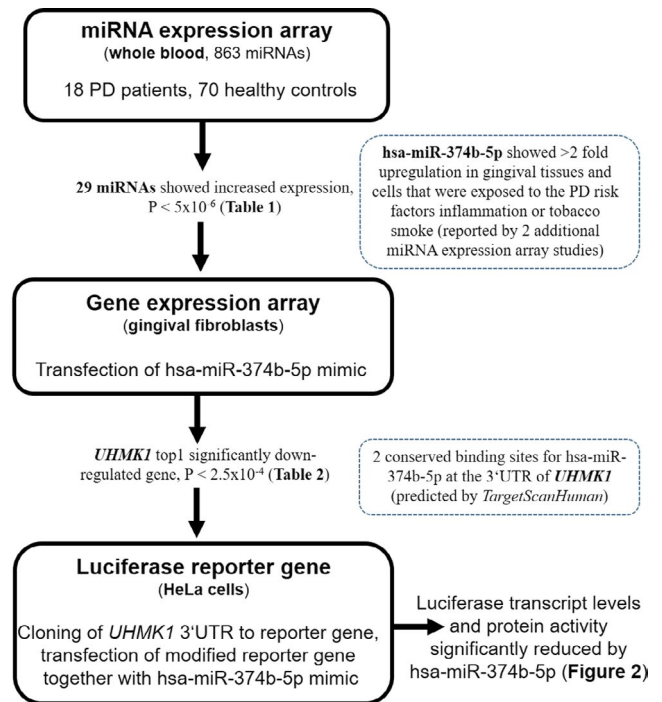 miRNA expression array
(whole blood, 863 miRNAs)
18 PD patients, 70 healthy controls
29 miRNAs showed increased expression,
P < 5x10⁻⁶ (Table 1)
hsa-miR-374b-5p showed >2 fold
upregulation in gingival tissues and
cells that were exposed to the PD risk
factors inflammation or tobacco
smoke (reported by 2 additional
miRNA expression array studies)
Gene expression array
(gingival fibroblasts)
Transfection of hsa-miR-374b-5p mimic
UHMK1 top1 significantly down-
regulated gene, P < 2.5x10⁻⁴ (Table 2)
2 conserved binding sites for hsa-miR-
374b-5p at the 3‘UTR of UHMK1
(predicted by TargetScanHuman)
Luciferase reporter gene
(HeLa cells)
Cloning of UHMK1 3‘UTR to reporter gene,
transfection of modified reporter gene
together with hsa-miR-374b-5p mimic
Luciferase transcript levels
and protein activity
significantly reduced by
hsa-miR-374b-5p (Figure 2)